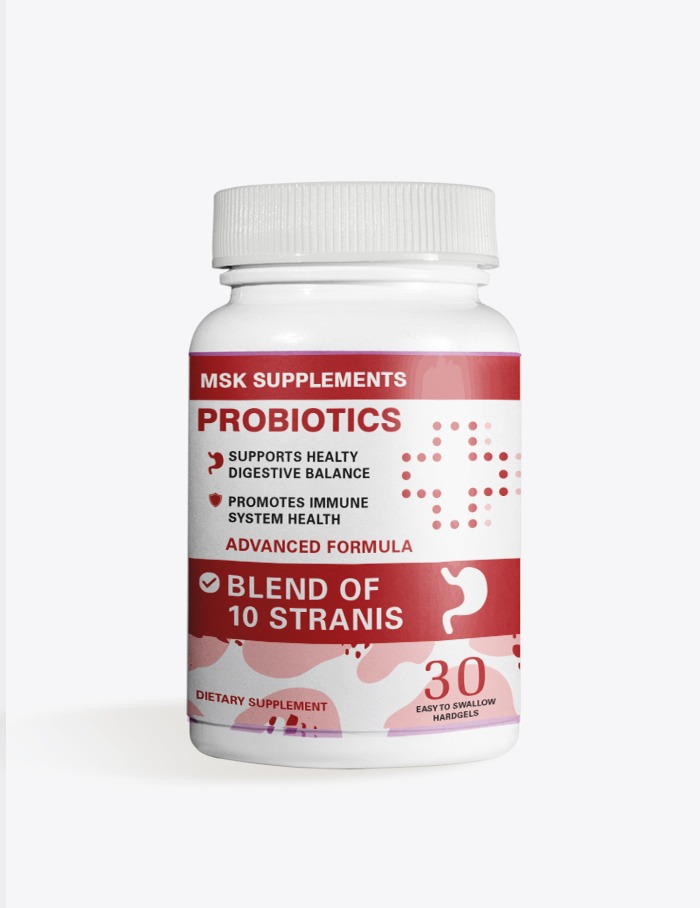 MSK SUPPLEMENTS
PROBIOTICS
SUPPORTS HEALTY
DIGESTIVE BALANCE
PROMOTES IMMUNE
SYSTEM HEALTH
ADVANCED FORMULA
BLEND OF
10 STRANIS
30
EASY TO SWALLOW
HARDGELS
DIETARY SUPPLEMENT